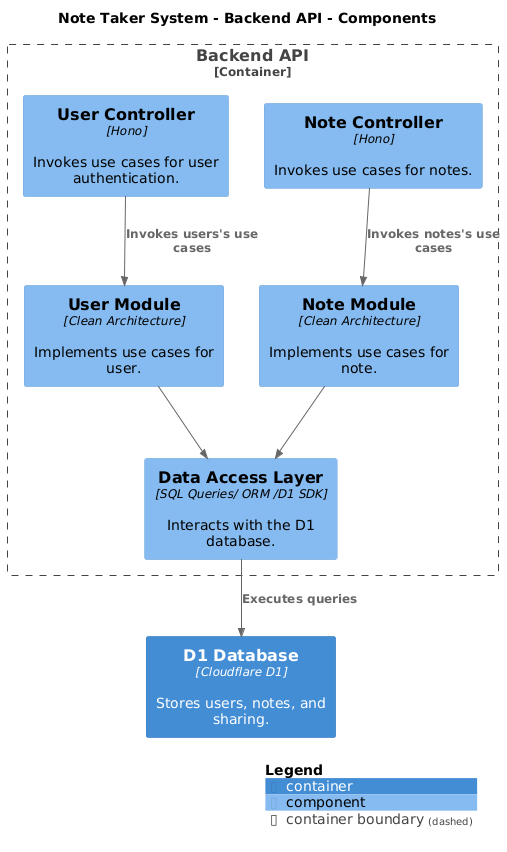 Note Taker System - Backend API - Components
Backend API
[Container]
User Controller
[Hono]
Invokes use cases for user
authentication.
Note Controller
[Hono]
Invokes use cases for notes.
Invokes users's use
cases
Invokes notes's use
cases
User Module
[Clean Architecture]
Implements use cases for
user.
Note Module
[Clean Architecture]
Implements use cases for
note.
Data Access Layer
[SQL Queries/ ORM /D1 SDK]
Interacts with the D1
database.
Executes queries
D1 Database
[Cloudflare D1]
Stores users, notes, and
sharing.
Legend
container
component
container boundary (dashed)